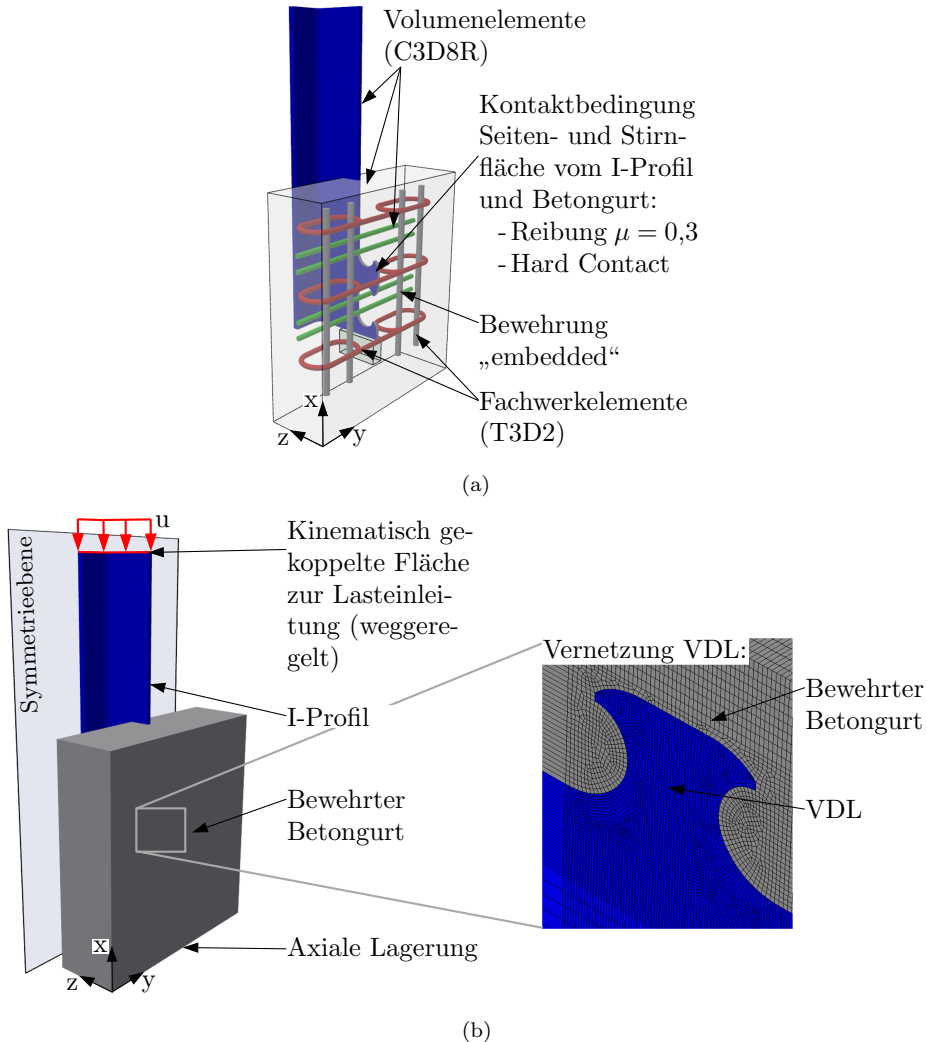 Volumenelemente
(C3D8R)
Kontaktbedingung
Seiten- und Stirn-
fläche vom I-Profil
und Betongurt:
- Reibung μ = 0,3
- Hard Contact
Bewehrung
„embedded“
Fachwerkelemente
(T3D2)
x
z
y
(a)
u
Symmetrieebene
Kinematisch ge-
koppelte Fläche
zur Lasteinlei-
tung (weggere-
gelt)
I-Profil
Bewehrter
Betongurt
Axiale Lagerung
x
z
y
Vernetzung VDL:
Bewehrter
Betongurt
VDL
(b)